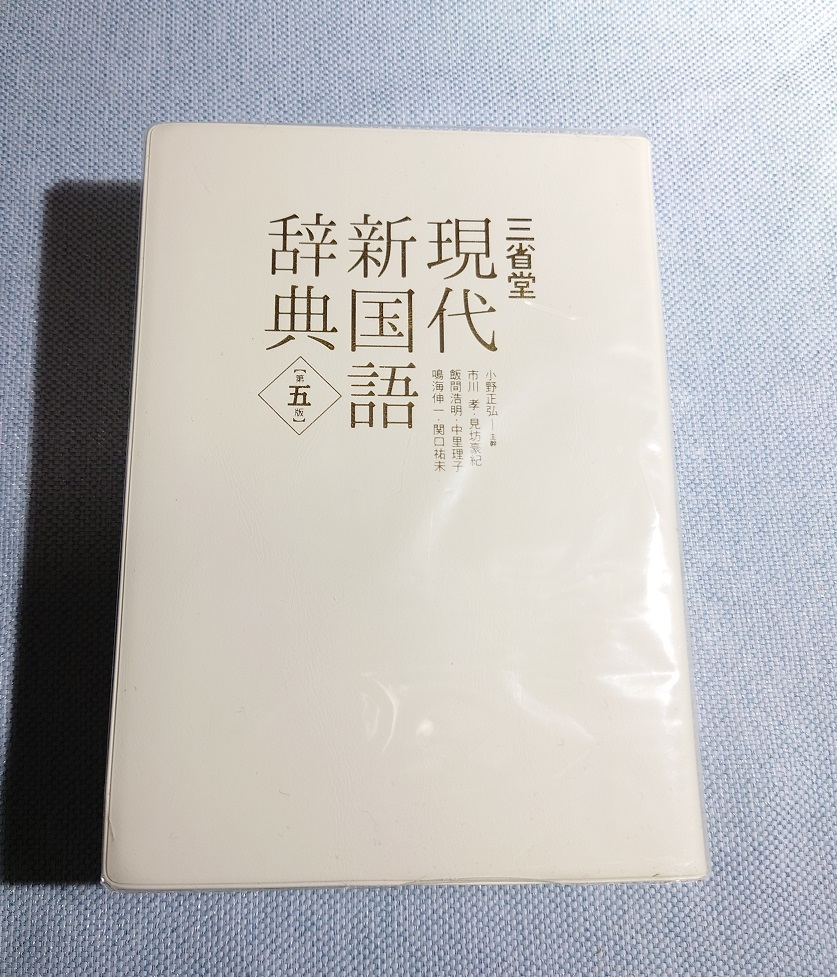 三省堂
現代
新国語
辞典
【第五版】
小野正弘―主幹
市川 孝・見坊豪紀
飯間浩明・中里理子
鳴海伸一・関口祐未